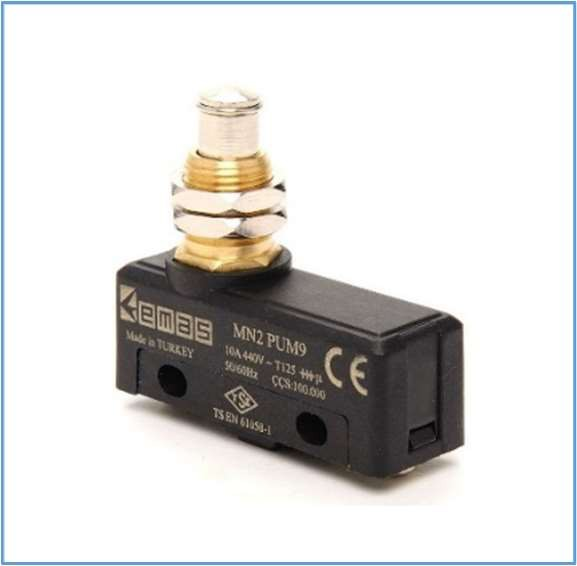 emas
Made in TURKEY
MN2 PUM9
10A 440V ~ T125 µ
50/60Hz ÇÇS:100.000
CE
TSE
TS EN 61058-1